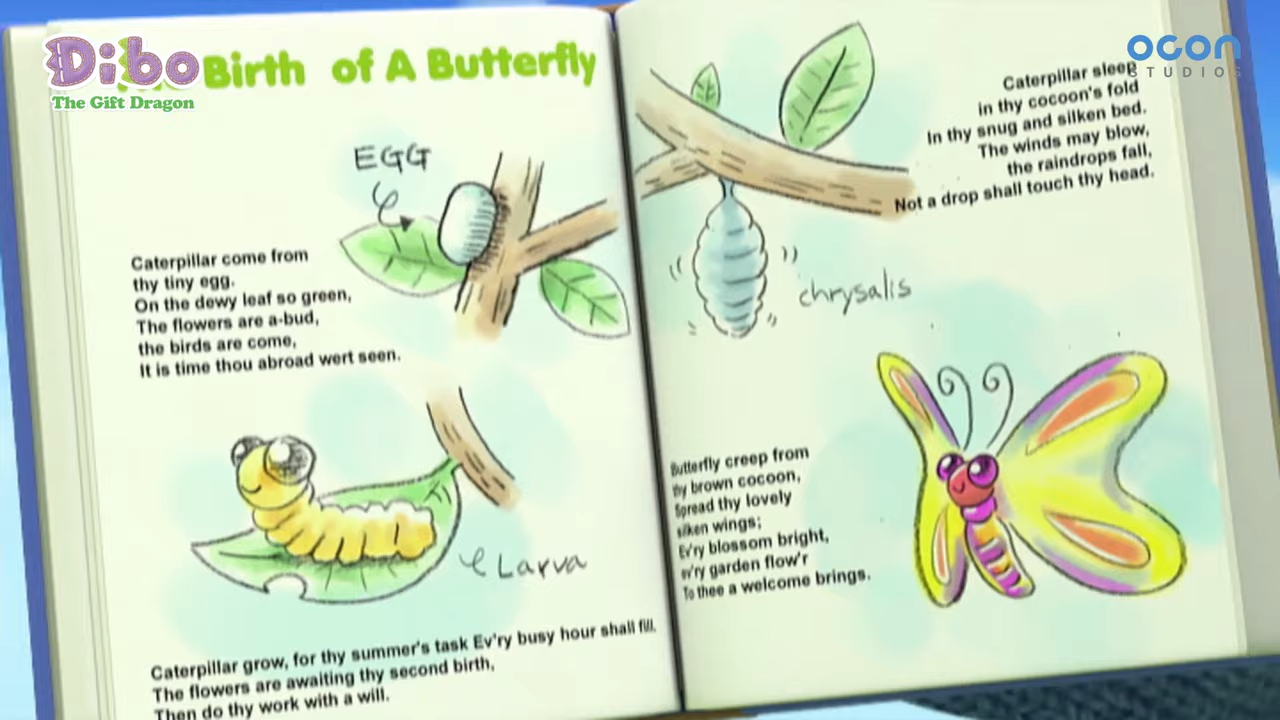 Dibo
The Gift Dragon
Birth of A Butterfly
EGG
Caterpillar come from
thy tiny egg.
On the dewy leaf so green,
The flowers are a-bud,
the birds are come,
It is time thou abroad wert seen.
Larva
Caterpillar grow, for thy summer's task Ev'ry busy hour shall fill.
The flowers are awaiting thy second birth,
Then do thy work with a will.
OCON
STUDIOS
Caterpillar sleep
in thy cocoon's fold
In thy snug and silken bed.
The winds may blow,
the raindrops fall,
Not a drop shall touch thy head.
chrysalis
Butterfly creep from
thy brown cocoon,
Spread thy lovely
silken wings;
Ev'ry blossom bright,
ev'ry garden flow'r
To thee a welcome brings.